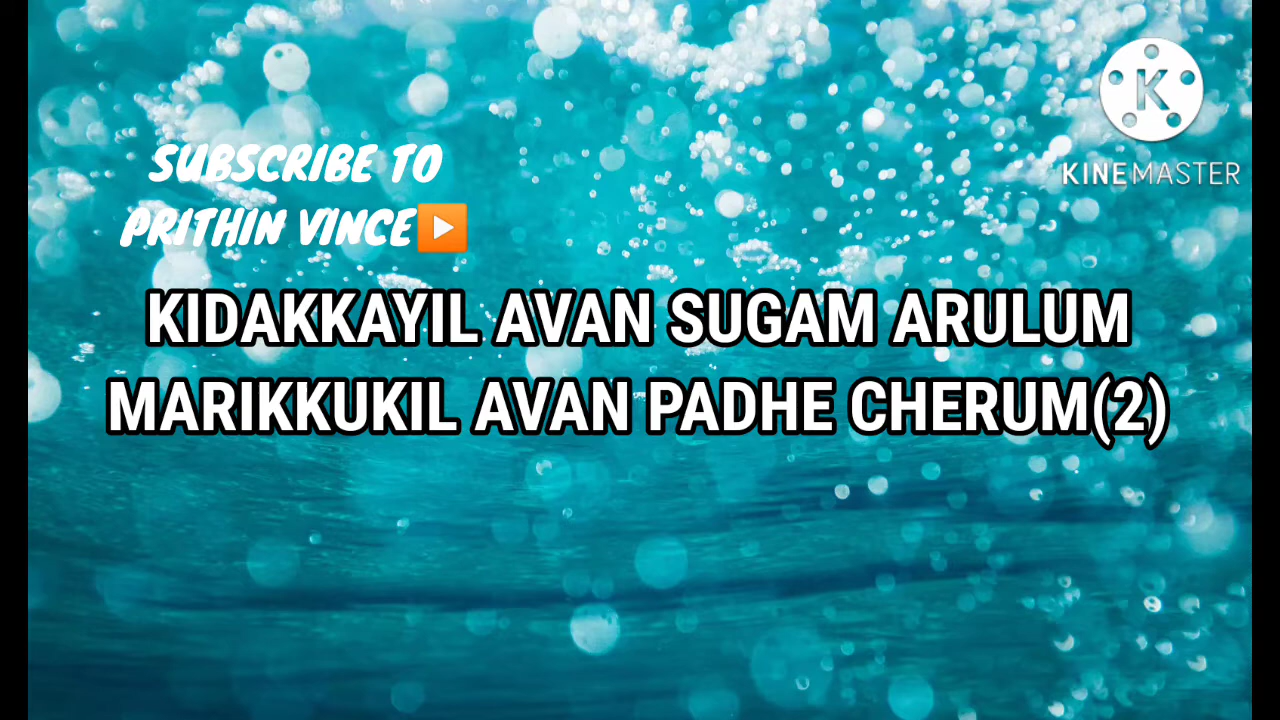 SUBSCRIBE TO
PRITHIN VINCE▶️
KINEMASTER
KIDAKKAYIL AVAN SUGAM ARULUM
MARIKKUKIL AVAN PADHE CHERUM(2)